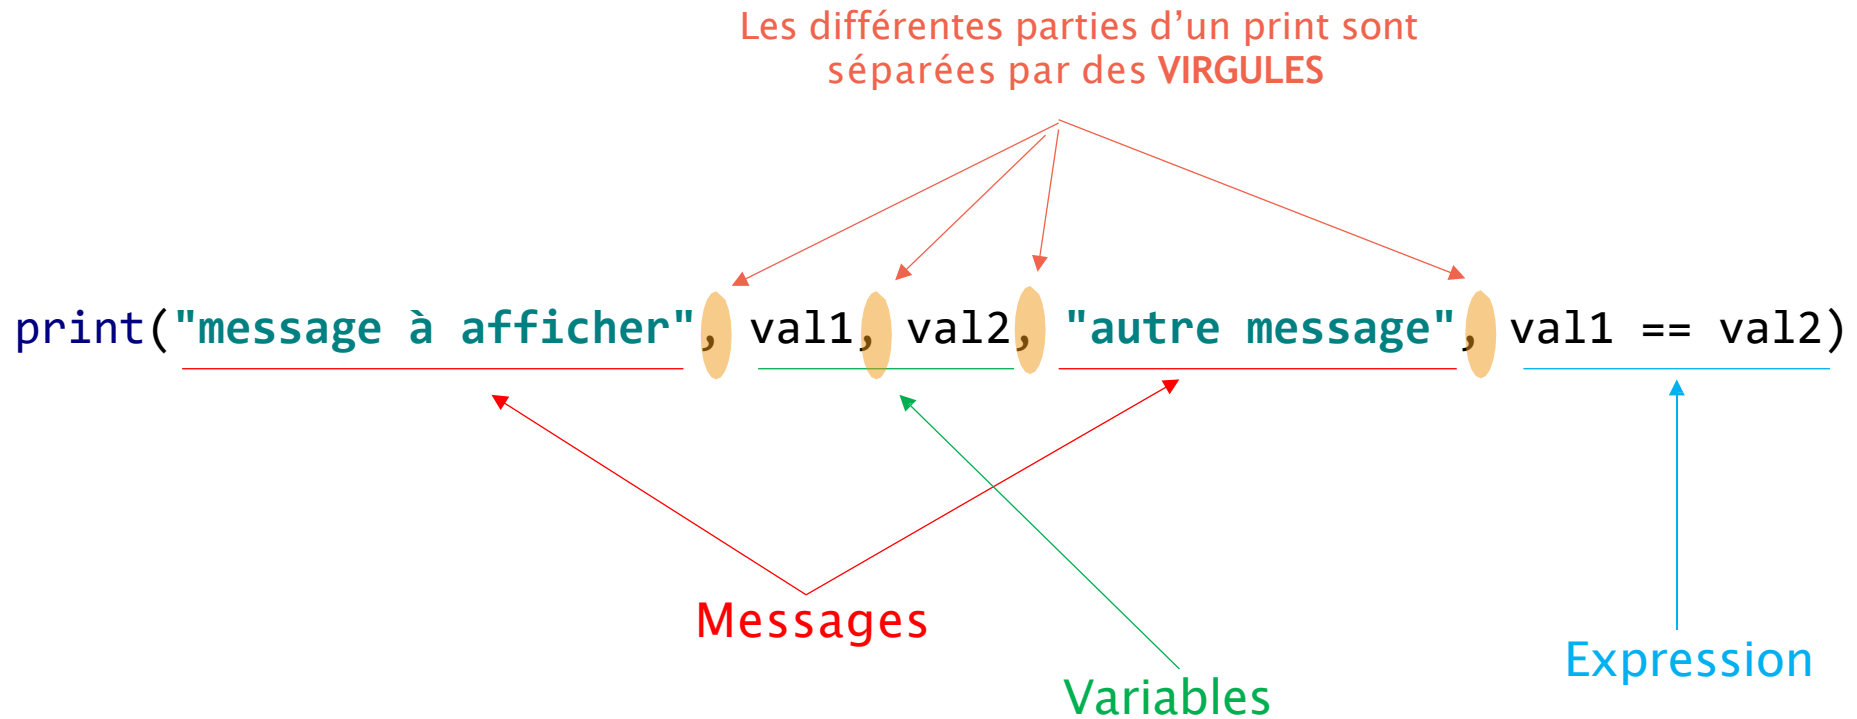 Les différentes parties d’un print sont
séparées par des VIRGULES
print("message à afficher", val1, val2, "autre message", val1 == val2)
Messages
Expression
Variables